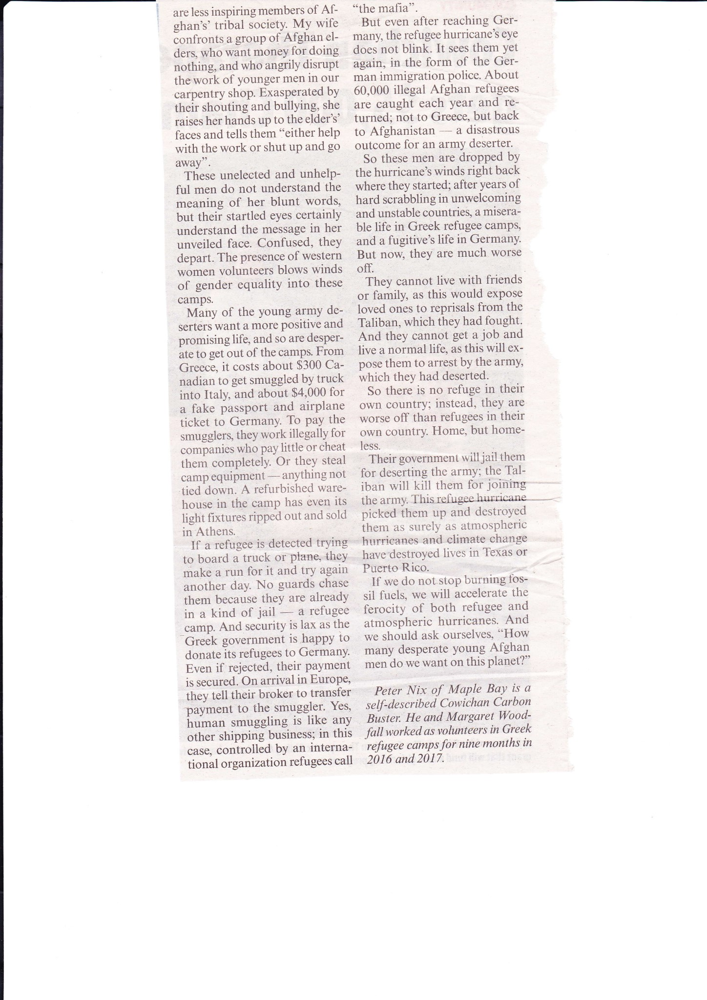 are less inspiring members of Af-
ghan's' tribal society. My wife
confronts a group of Afghan el-
ders, who want money for doing
nothing, and who angrily disrupt
the work of younger men in our
carpentry shop. Exasperated by
their shouting and bullying, she
raises her hands up to the elder's'
faces and tells them “either help
with the work or shut up and go
away”.
These unelected and unhelp-
ful men do not understand the
meaning of her blunt words,
but their startled eyes certainly
understand the message in her
unveiled face. Confused, they
depart. The presence of western
women volunteers blows winds
of gender equality into these
camps.
Many of the young army de-
serters want a more positive and
promising life, and so are desper-
ate to get out of the camps. From
Greece, it costs about $300 Ca-
nadian to get smuggled by truck
into Italy, and about $4,000 for
a fake passport and airplane
ticket to Germany. To pay the
smugglers, they work illegally for
companies who pay little or cheat
them completely. Or they steal
camp equipment — anything not
tied down. A refurbished ware-
house in the camp has even its
light fixtures ripped out and sold
in Athens.
If a refugee is detected trying
to board a truck or plane, they
make a run for it and try again
another day. No guards chase
them because they are already
in a kind of jail — a refugee
camp. And security is lax as the
Greek government is happy to
donate its refugees to Germany.
Even if rejected, their payment
is secured. On arrival in Europe,
they tell their broker to transfer
payment to the smuggler. Yes,
human smuggling is like any
other shipping business; in this
case, controlled by an interna-
tional organization refugees call
“the mafia”.
But even after reaching Ger-
many, the refugee hurricane's eye
does not blink. It sees them yet
again, in the form of the Ger-
man immigration police. About
60,000 illegal Afghan refugees
are caught each year and re-
turned; not to Greece, but back
to Afghanistan — a disastrous
outcome for an army deserter.
So these men are dropped by
the hurricane's winds right back
where they started; after years of
hard scrabbling in unwelcoming
and unstable countries, a misera-
ble life in Greek refugee camps,
and a fugitive's life in Germany.
But now, they are much worse
off.
They cannot live with friends
or family, as this would expose
loved ones to reprisals from the
Taliban, which they had fought.
And they cannot get a job and
live a normal life, as this will ex-
pose them to arrest by the army,
which they had deserted.
So there is no refuge in their
own country; instead, they are
worse off than refugees in their
own country. Home, but home-
less.
Their government will jail them
for deserting the army; the Tal-
iban will kill them for joining
the army. This refugee hurricane
picked them up and destroyed
them as surely as atmospheric
hurricanes and climate change
have destroyed lives in Texas or
Puerto Rico.
If we do not stop burning fos-
sil fuels, we will accelerate the
ferocity of both refugee and
atmospheric hurricanes. And
we should ask ourselves, “How
many desperate young Afghan
men do we want on this planet?”
Peter Nix of Maple Bay is a
self-described Cowichan Carbon
Buster. He and Margaret Wood-
fall worked as volunteers in Greek
refugee camps for nine months in
2016 and 2017.